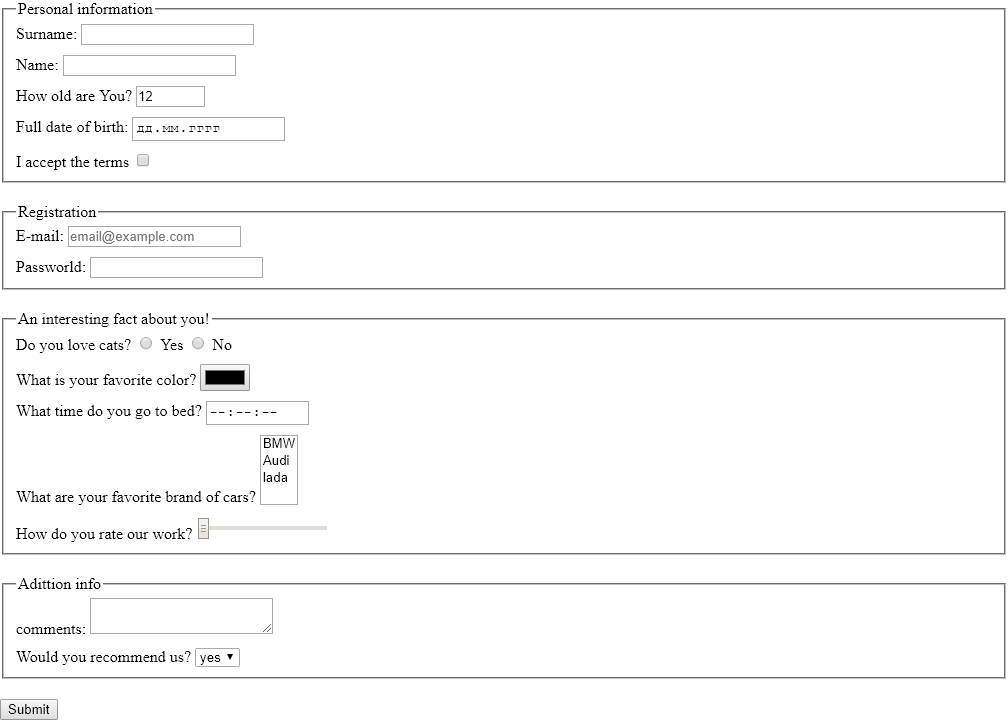 Personal information
Surname:
Name:
How old are You? 12
Full date of birth: дд.мм.гггг
I accept the terms
Registration
E-mail: email@example.com
Passworld:
An interesting fact about you!
Do you love cats? Yes No
What is your favorite color?
What time do you go to bed? --:--:--
BMW
Audi
lada
What are your favorite brand of cars?
How do you rate our work?
Adittion info
comments:
Would you recommend us? yes
Submit